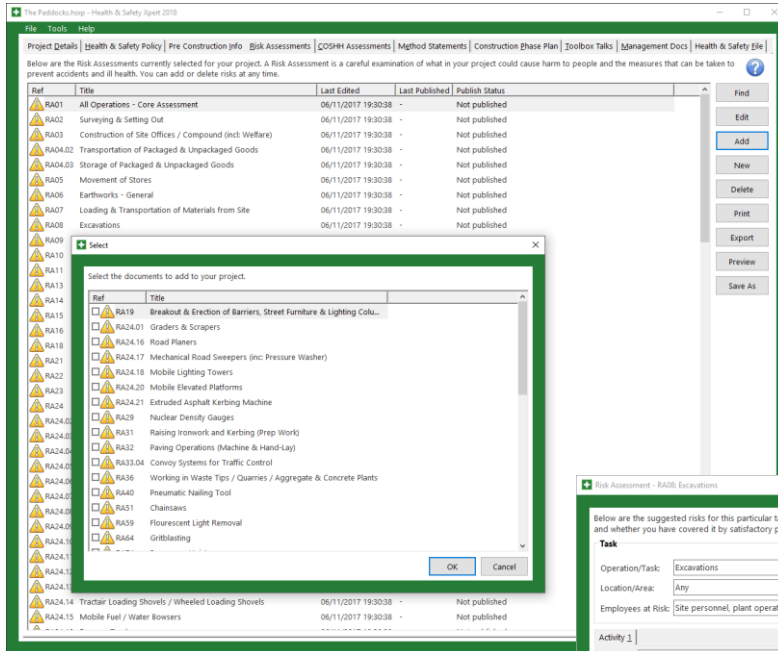 The Paddocks.hsxp - Health & Safety Xpert 2018
File Tools Help
Project Details Health & Safety Policy Pre Construction Info Risk Assessments COSHH Assessments Method Statements Construction Phase Plan Toolbox Talks Management Docs Health & Safety File
Below are the Risk Assessments currently selected for your project. A Risk Assessment is a careful examination of what in your project could cause harm to people and the measures that can be taken to
prevent accidents and ill health. You can add or delete risks at any time.
Ref Title Last Edited Last Published Publish Status
RA01 All Operations - Core Assessment 06/11/2017 19:30:38 - Not published
RA02 Surveying & Setting Out 06/11/2017 19:30:38 - Not published
RA03 Construction of Site Offices / Compound (incl: Welfare) 06/11/2017 19:30:38 - Not published
RA04.02 Transportation of Packaged & Unpackaged Goods 06/11/2017 19:30:38 - Not published
RA04.03 Storage of Packaged & Unpackaged Goods 06/11/2017 19:30:38 - Not published
RA05 Movement of Stores 06/11/2017 19:30:38 - Not published
RA06 Earthworks - General 06/11/2017 19:30:38 - Not published
RA07 Loading & Transportation of Materials from Site 06/11/2017 19:30:38 - Not published
RA08 Excavations 06/11/2017 19:30:38 - Not published
RA09
RA10
RA11
RA13
RA14
RA15
RA16
RA18
RA21
RA22
RA23
RA24
RA24.14 Tractair Loading Shovels / Wheeled Loading Shovels 06/11/2017 19:30:38 - Not published
RA24.15 Mobile Fuel / Water Bowsers 06/11/2017 19:30:38 - Not published
Find
Edit
Add
New
Delete
Print
Export
Preview
Save As
Select
Select the documents to add to your project.
Ref Title
RA19 Breakout & Erection of Barriers, Street Furniture & Lighting Colu...
RA24.01 Graders & Scrapers
RA24.16 Road Planers
RA24.17 Mechanical Road Sweepers (inc: Pressure Washer)
RA24.18 Mobile Lighting Towers
RA24.20 Mobile Elevated Platforms
RA24.21 Extruded Asphalt Kerbing Machine
RA29 Nuclear Density Gauges
RA31 Raising Ironwork and Kerbing (Prep Work)
RA32 Paving Operations (Machine & Hand-Lay)
RA33.04 Convoy Systems for Traffic Control
RA36 Working in Waste Tips / Quarries / Aggregate & Concrete Plants
RA40 Pneumatic Nailing Tool
RA51 Chainsaws
RA59 Flourescent Light Removal
RA64 Gritblasting
OK Cancel
Risk Assessment - RA08: Excavations
Below are the suggested risks for this particular
and whether you have covered it by satisfactory
Task
Operation/Task: Excavations
Location/Area: Any
Employees at Risk: Site personnel, plant
Activity 1